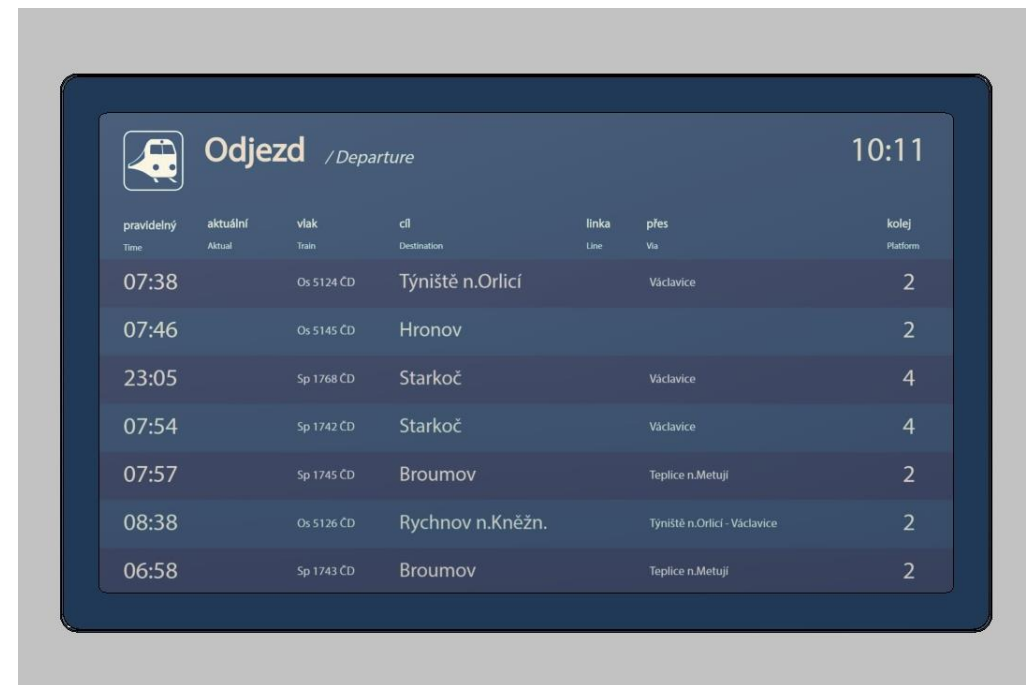 Odjezd / Departure 10:11
pravidelný aktuální vlak cíl linka přes kolej
Time Aktual Train Destination Line Via Platform
07:38 Os 5124 ČD Týniště n.Orlicí Václavice 2
07:46 Os 5145 ČD Hronov 2
23:05 Sp 1768 ČD Starkoč Václavice 4
07:54 Sp 1742 ČD Starkoč Václavice 4
07:57 Sp 1745 ČD Broumov Teplice n.Metují 2
08:38 Os 5126 ČD Rychnov n.Kněžn. Týniště n.Orlicí - Václavice 2
06:58 Sp 1743 ČD Broumov Teplice n.Metují 2